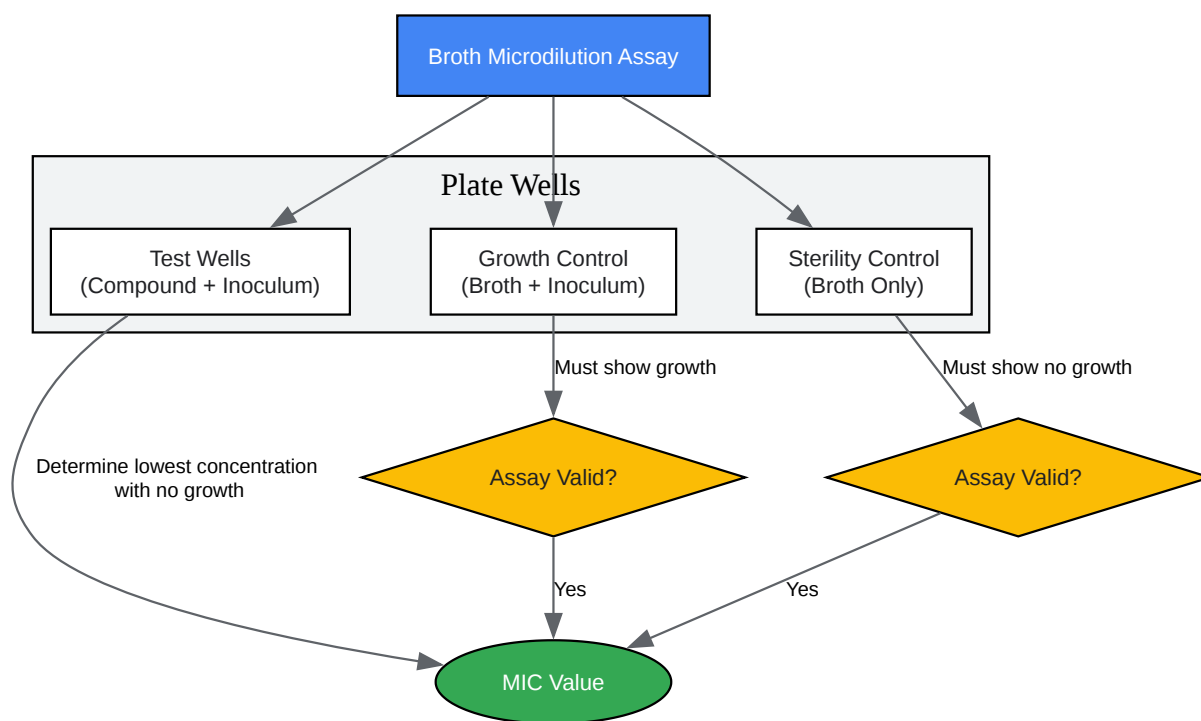 Broth Microdilution Assay
Plate Wells
Test Wells
(Compound + Inoculum)
Growth Control
(Broth + Inoculum)
Sterility Control
(Broth Only)
Must show growth
Must show no growth
Determine lowest concentration
with no growth
Assay Valid?
Assay Valid?
Yes
Yes
MIC Value